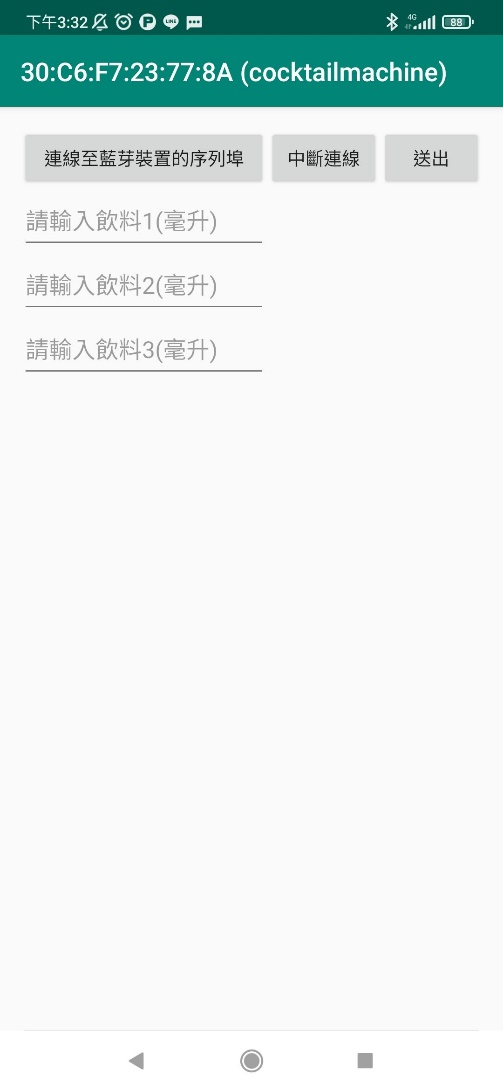 下午3:32 4G 88
30:C6:F7:23:77:8A (cocktailmachine)
連線至藍芽裝置的序列埠 中斷連線 送出
請輸入飲料1(毫升)
請輸入飲料2(毫升)
請輸入飲料3(毫升)